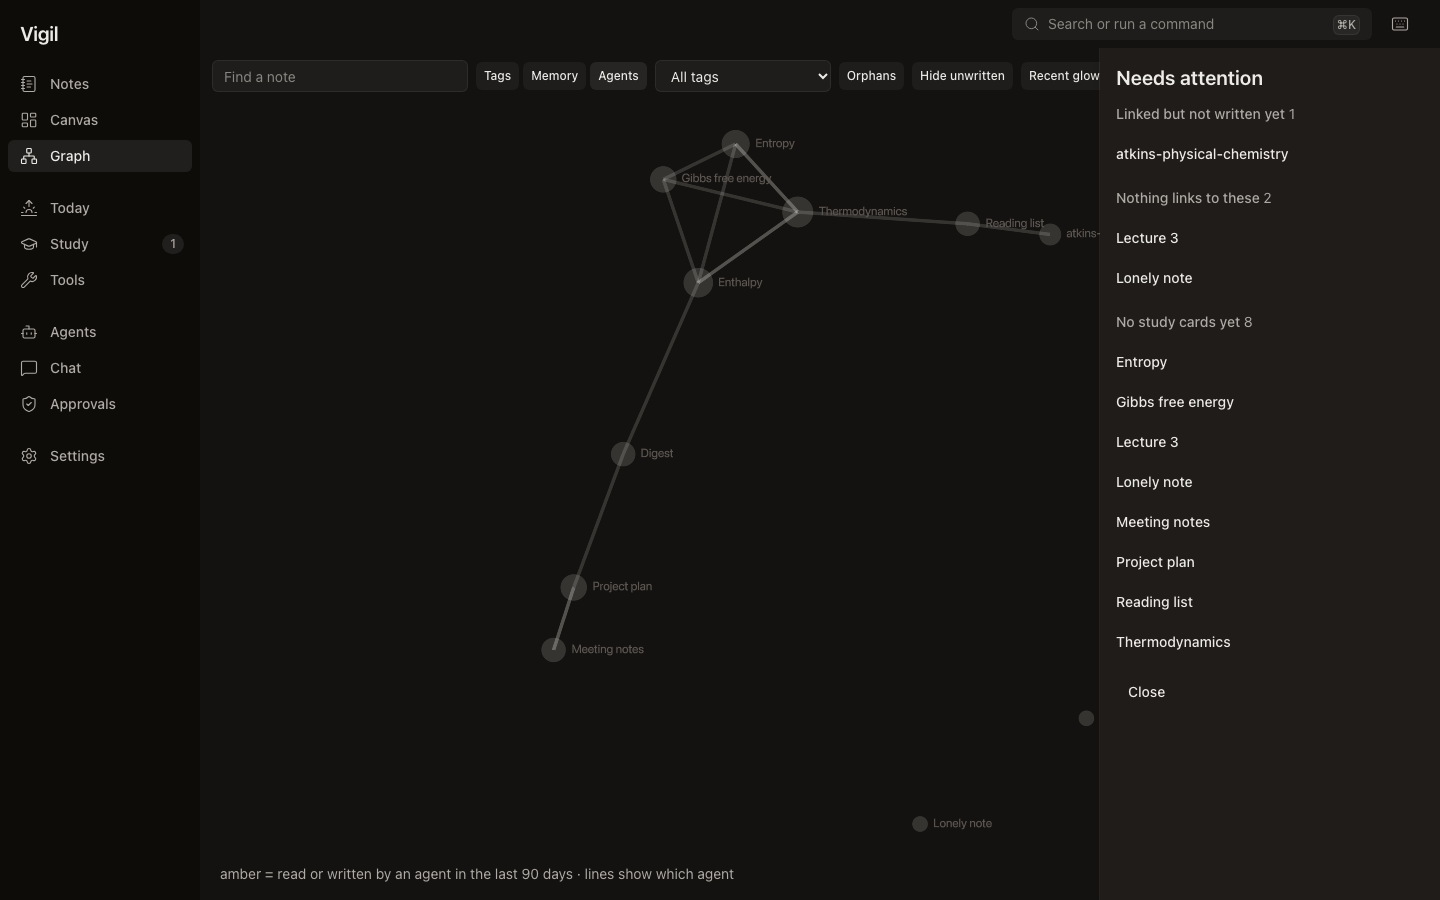 Vigil
Search or run a command
⌘K
Notes
Canvas
Graph
Today
Study
1
Tools
Agents
Chat
Approvals
Settings
Find a note
Tags
Memory
Agents
All tags
Orphans
Hide unwritten
Recent glow
Entropy
Gibbs free energy
Thermodynamics
Reading list
atkins-
Enthalpy
Digest
Project plan
Meeting notes
Lonely note
amber = read or written by an agent in the last 90 days · lines show which agent
Needs attention
Linked but not written yet 1
atkins-physical-chemistry
Nothing links to these 2
Lecture 3
Lonely note
No study cards yet 8
Entropy
Gibbs free energy
Lecture 3
Lonely note
Meeting notes
Project plan
Reading list
Thermodynamics
Close